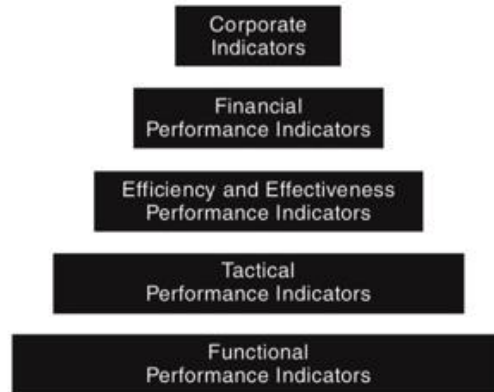 Corporate
Indicators
Financial
Performance Indicators
Efficiency and Effectiveness
Performance Indicators
Tactical
Performance Indicators
Functional
Performance Indicators